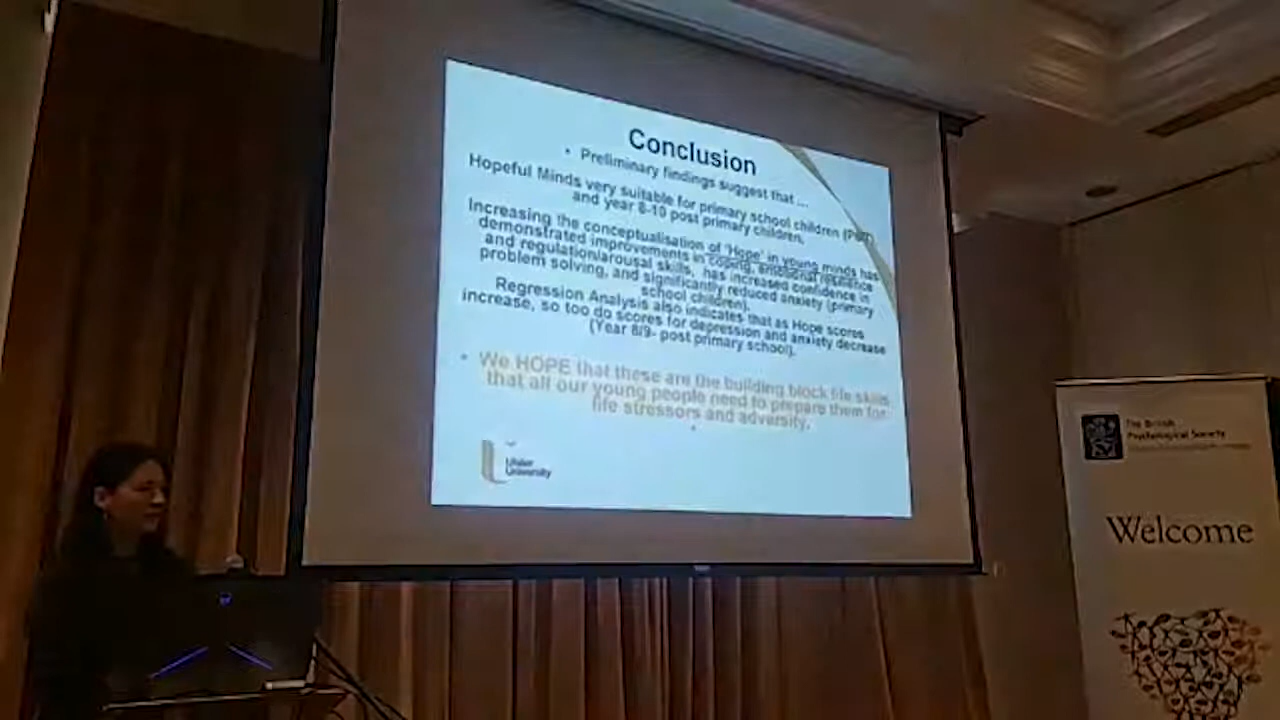 Conclusion
• Preliminary findings suggest that ...
Hopeful Minds very suitable for primary school children (P6/7)
and year 8-10 post primary children.
Increasing the conceptualisation of 'Hope' in young minds has
demonstrated improvements in coping, emotional resilience
and regulation/arousal skills, has increased confidence in
problem solving, and significantly reduced anxiety (primary
school children).
Regression Analysis also indicates that as Hope scores
increase, so too do scores for depression and anxiety decrease
(Year 8/9- post primary school).
• We HOPE that these are the building block life skills
that all our young people need to prepare them for
life stressors and adversity.
Ulster
University
The British
Psychological Society
Welcome